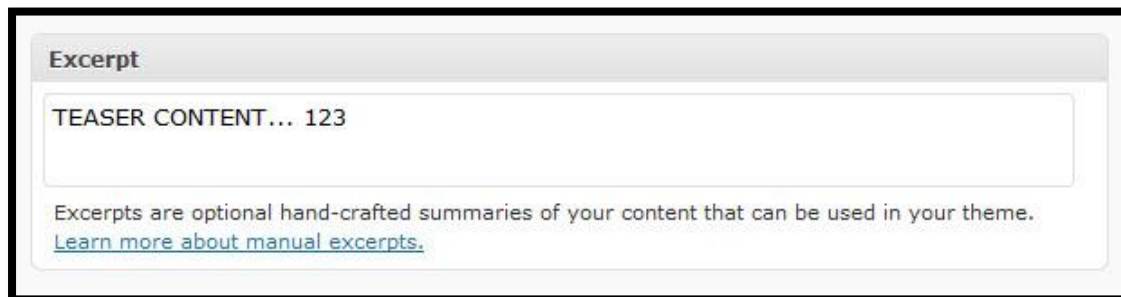 Excerpt
TEASER CONTENT... 123
Excerpts are optional hand-crafted summaries of your content that can be used in your theme.
Learn more about manual excerpts.